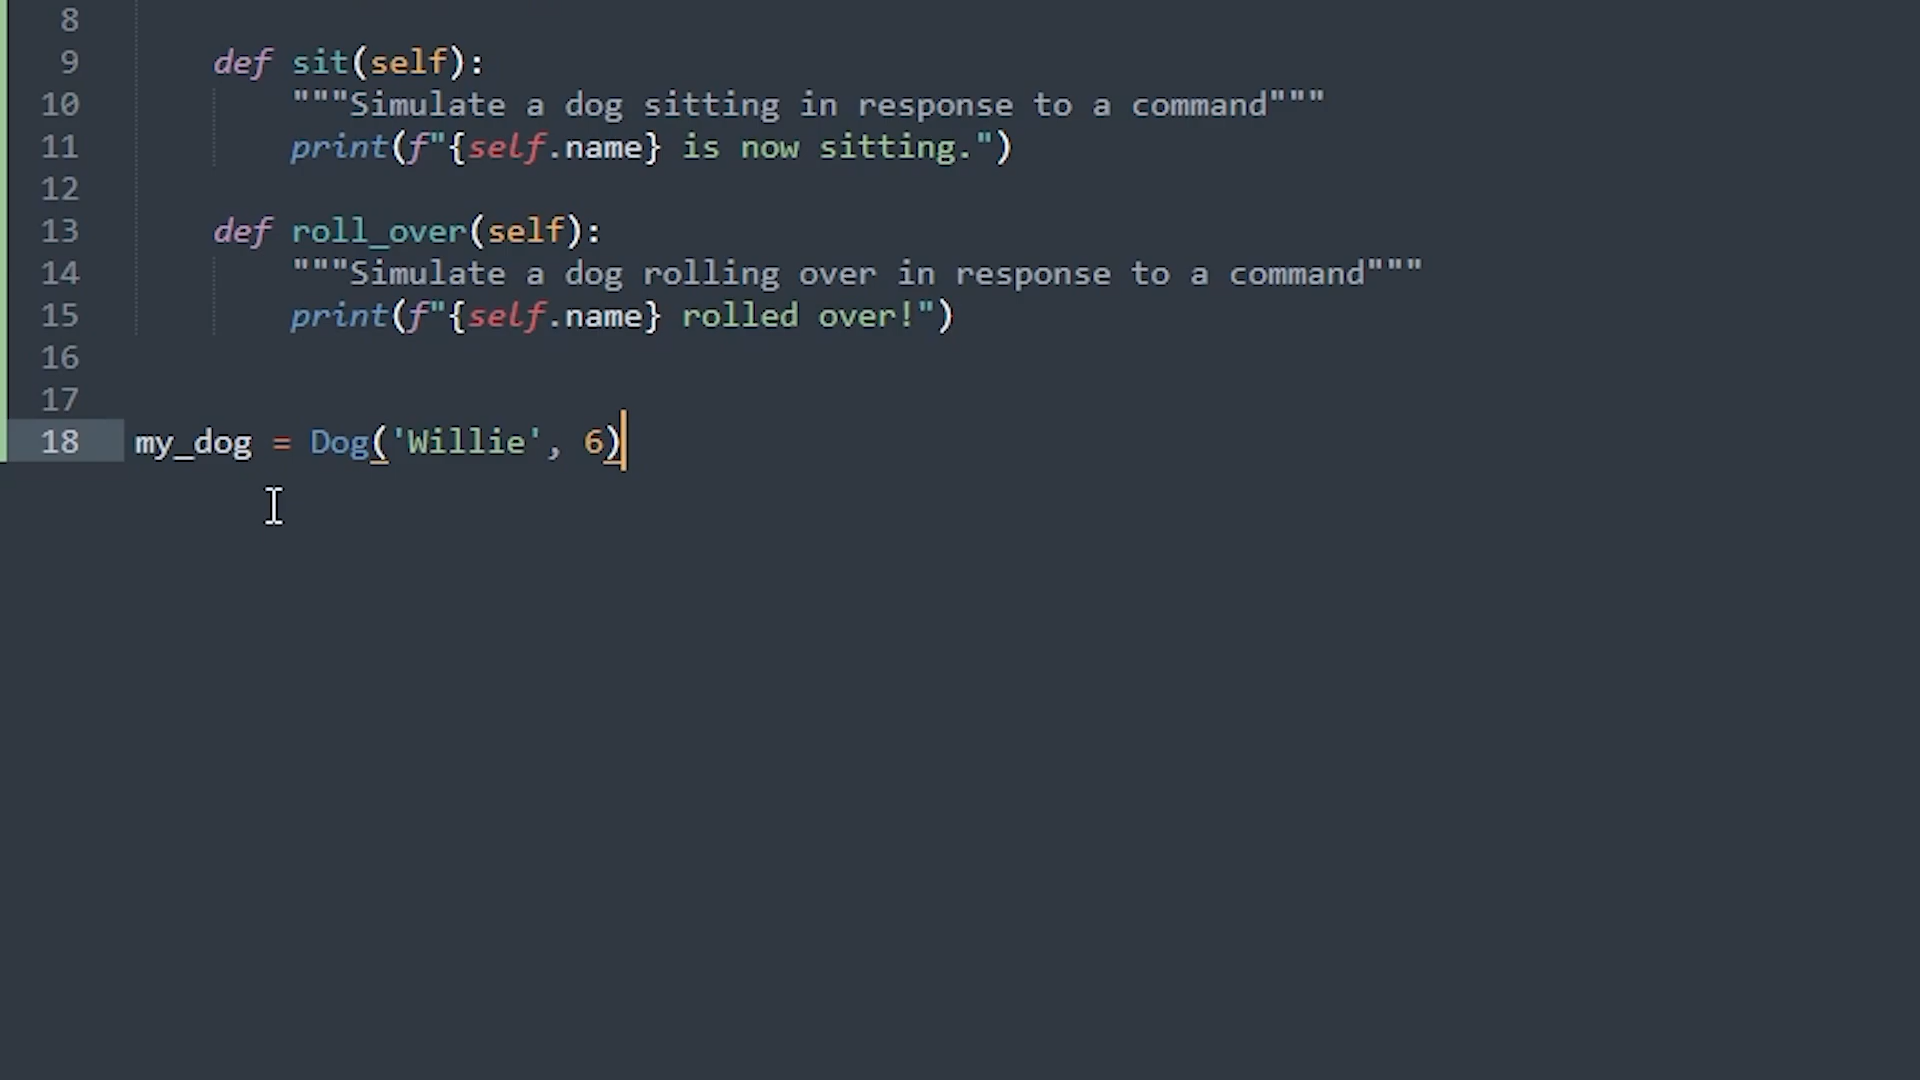 8
9 def sit(self):
10 """Simulate a dog sitting in response to a command"""
11 print(f"{self.name} is now sitting.")
12
13 def roll_over(self):
14 """Simulate a dog rolling over in response to a command"""
15 print(f"{self.name} rolled over!")
16
17
18 my_dog = Dog('Willie', 6)